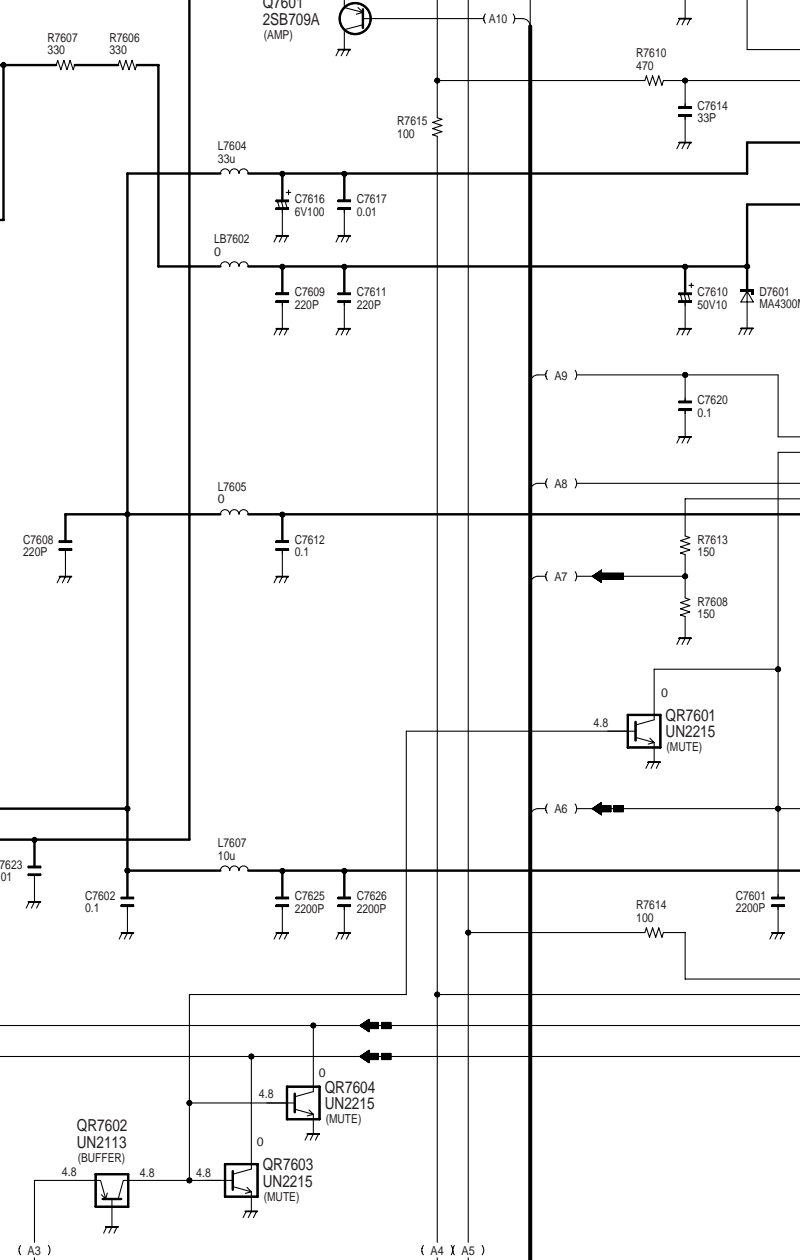 Q7601
2SB709A
(AMP)
A10
R7607
330
R7606
330
R7610
470
C7614
33P
R7615
100
L7604
33u
+
C7616
6V100
C7617
0.01
LB7602
0
C7609
220P
C7611
220P
+
C7610
50V10
D7601
A9
C7620
0.1
L7605
0
A8
C7608
220P
C7612
0.1
R7613
150
A7
R7608
150
0
4.8
QR7601
UN2215
(MUTE)
A6
L7607
10u
C7602
0.1
C7625
2200P
C7626
2200P
C7601
2200P
R7614
100
0
4.8
QR7604
UN2215
(MUTE)
QR7602
UN2113
(BUFFER)
0
4.8
4.8
4.8
QR7603
UN2215
(MUTE)
( A3 )
( A4 )( A5 )